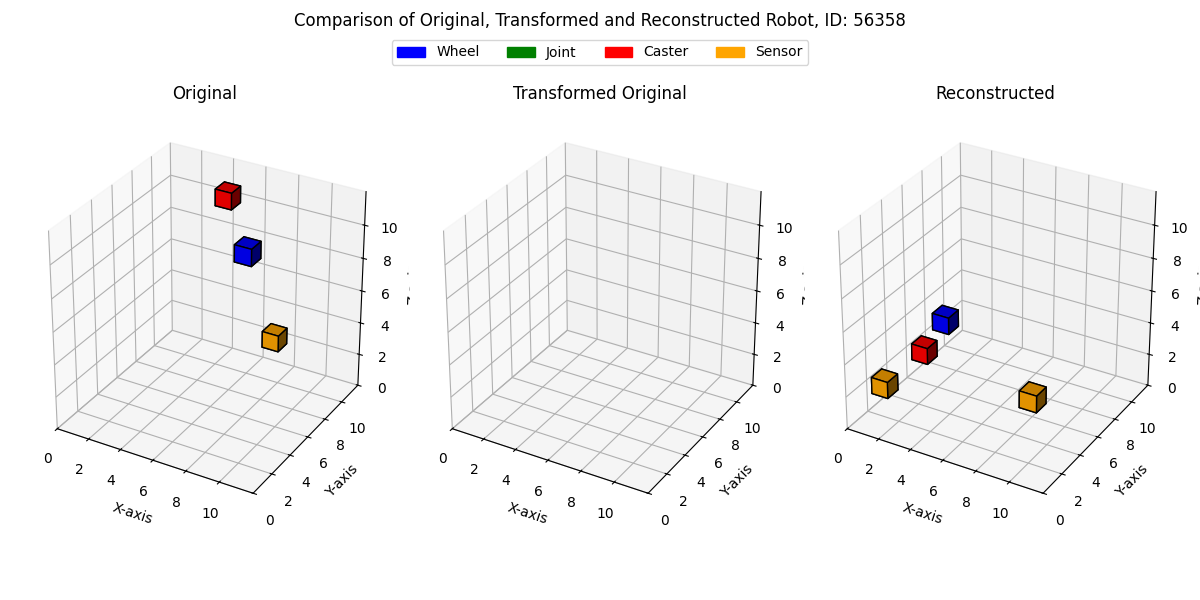 Comparison of Original, Transformed and Reconstructed Robot, ID: 56358
Wheel Joint Caster Sensor
Original Transformed Original Reconstructed
0 2 4 6 8 10
X-axis
0 2 4 6 8 10
Y-axis
0 2 4 6 8 10
0 2 4 6 8 10
X-axis
0 2 4 6 8 10
Y-axis
0 2 4 6 8 10
0 2 4 6 8 10
X-axis
0 2 4 6 8 10
Y-axis
0 2 4 6 8 10